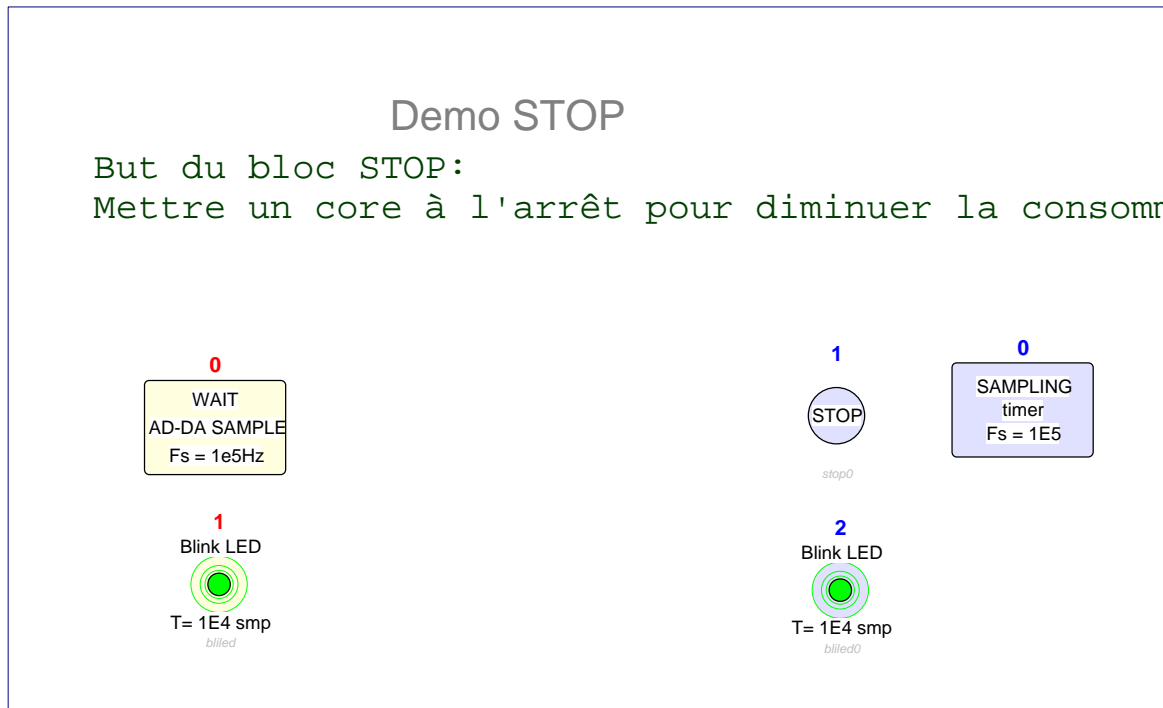 Demo STOP
But du bloc STOP:
Mettre un core à l'arrêt pour diminuer la
0
WAIT
AD-DA SAMPLE
Fs = 1e5Hz
1
Blink LED
T= 1E4 smp
bliled
1
STOP
stop0
0
SAMPLING
timer
Fs = 1E5
2
Blink LED
T= 1E4 smp
bliled0